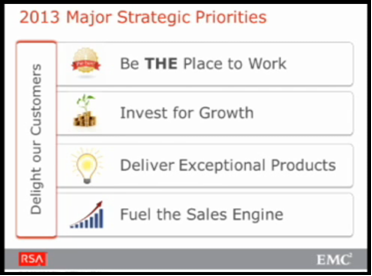 2013 Major Strategic Priorities
Delight our Customers
Be THE Place to Work
Invest for Growth
Deliver Exceptional Products
Fuel the Sales Engine
RSA
EMC²